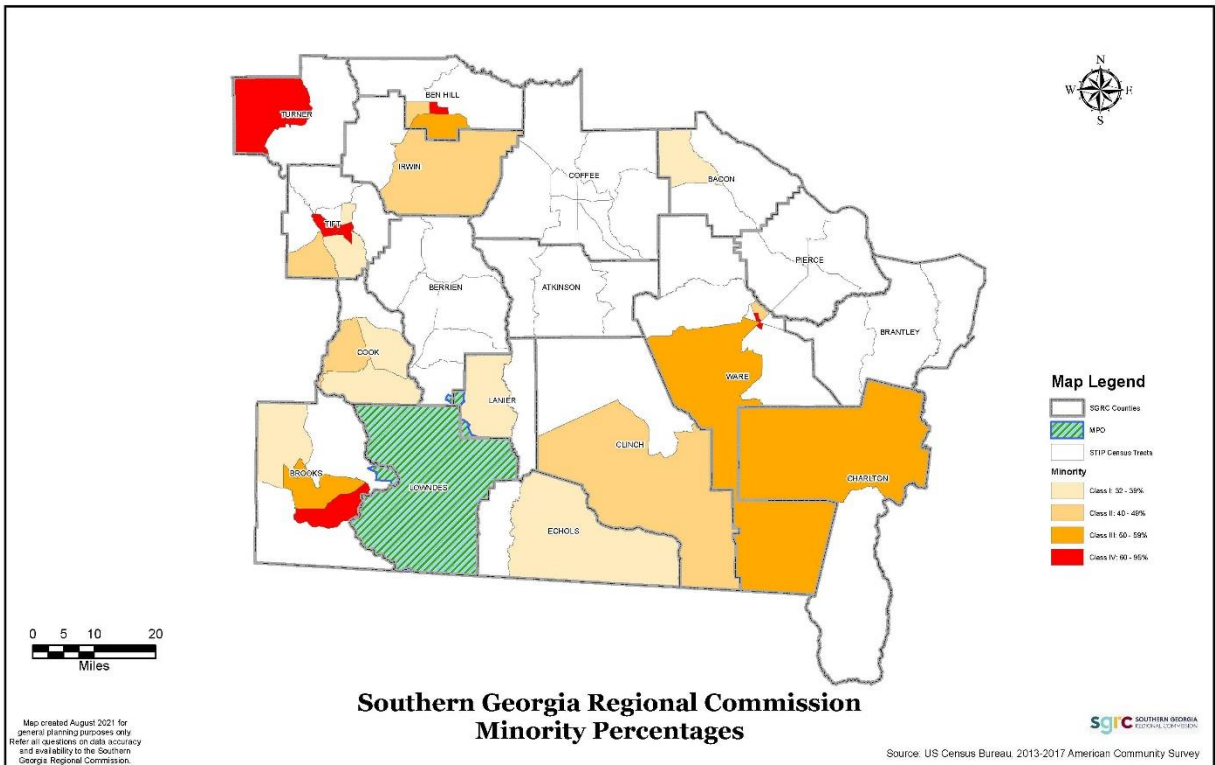 N
W E
S
BEN HILL
TURNER
IRWIN
COFFEE
BACON
TIFT
PIERCE
BERRIEN
ATKINSON
BRANTLEY
COOK
WARE
LANIER
CLINCH
CHARLTON
BROOKS
LOWNDES
ECHOLS
Map Legend
SGRC Counties
MPO
STIP Census Tracts
Minority
Class I: 32 - 39%
Class II: 40 - 49%
Class III: 60 - 59%
Class IV: 60 - 95%
0 5 10 20
Miles
Southern Georgia Regional Commission
Minority Percentages
Map created August 2021 for
general planning purposes only.
Refer all questions on data accuracy
and availability to the Southern
Georgia Regional Commission.
sgrc SOUTHERN GEORGIA
REGIONAL COMMISSION
Source: US Census Bureau, 2013-2017 American Community Survey